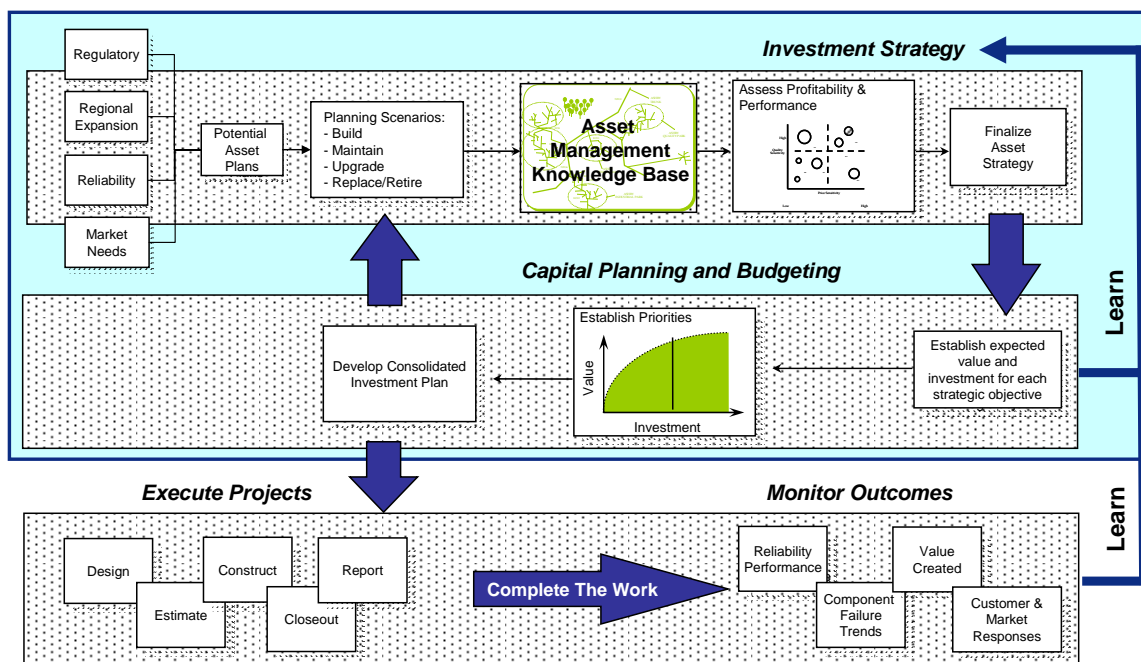 Investment Strategy
Regulatory
Regional
Expansion
Reliability
Market
Needs
Potential
Asset
Plans
Planning Scenarios:
- Build
- Maintain
- Upgrade
- Replace/Retire
Asset
Management
Knowledge Base
Assess Profitability &
Performance
High
Low
High
Finalize
Asset
Strategy
Learn
Capital Planning and Budgeting
Develop Consolidated
Investment Plan
Establish Priorities
Value
Investment
Establish expected
value and
investment for each
strategic objective
Execute Projects
Monitor Outcomes
Learn
Design
Estimate
Construct
Closeout
Report
Complete The Work
Reliability
Performance
Component
Failure
Trends
Value
Created
Customer &
Market
Responses